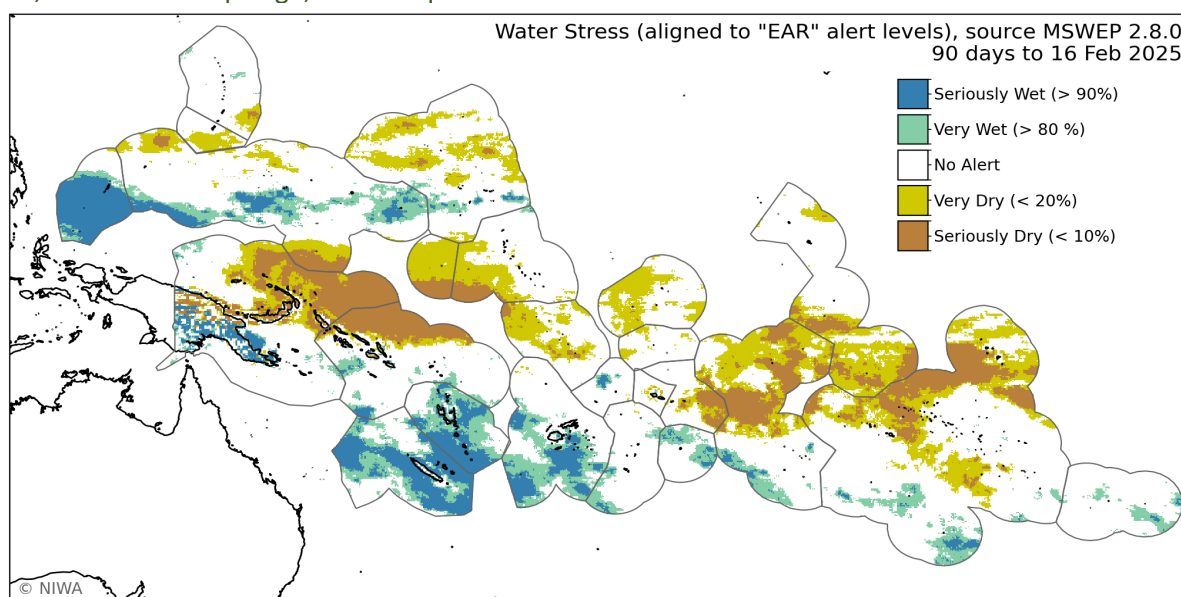 Water Stress (aligned to "EAR" alert levels), source MSWEP 2.8.0
90 days to 16 Feb 2025
Seriously Wet (> 90%)
Very Wet (> 80 %)
No Alert
Very Dry (< 20%)
Seriously Dry (< 10%)
© NIWA